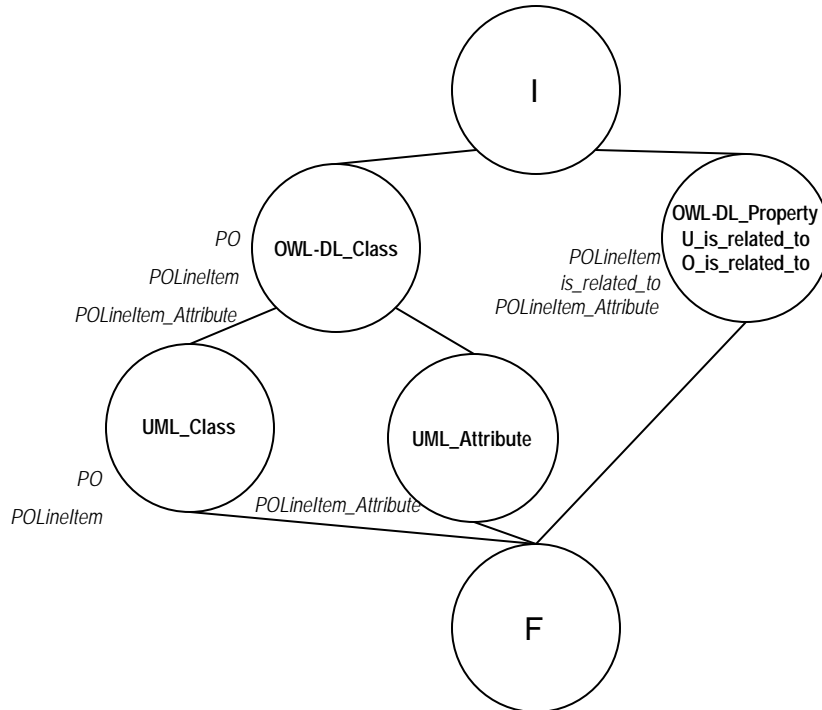 I
PO
POLineItem
POLineItem_Attribute
OWL-DL_Class
OWL-DL_Property
U_is_related_to
O_is_related_to
POLineItem
is_related_to
POLineItem_Attribute
UML_Class
PO
POLineItem
UML_Attribute
POLineItem_Attribute
F